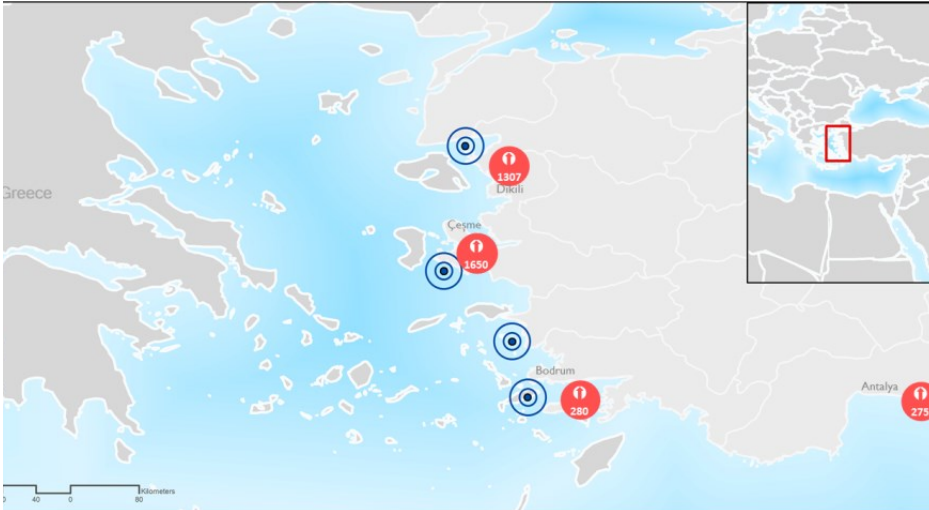 1307
Dikili
Greece
Çeşme
1650
Bodrum
280
Antalya
275
0 40 0 80 Kilometers